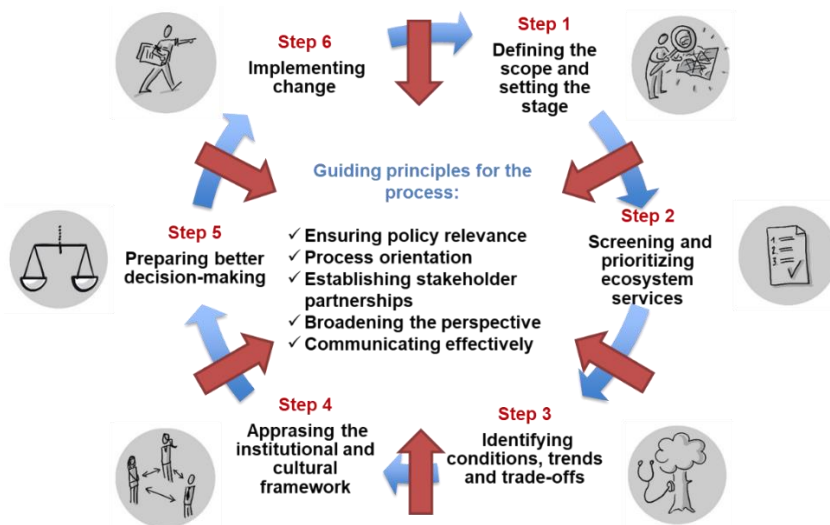 Step 1
Defining the
scope and
setting the
stage
Step 2
Screening and
prioritizing
ecosystem
services
Step 3
Identifying
conditions, trends
and trade-offs
Step 4
Apprasing the
institutional and
cultural
framework
Step 5
Preparing better
decision-making
Step 6
Implementing
change
Guiding principles for the
process:
✓ Ensuring policy relevance
✓ Process orientation
✓ Establishing stakeholder
partnerships
✓ Broadening the perspective
✓ Communicating effectively
1
2
3